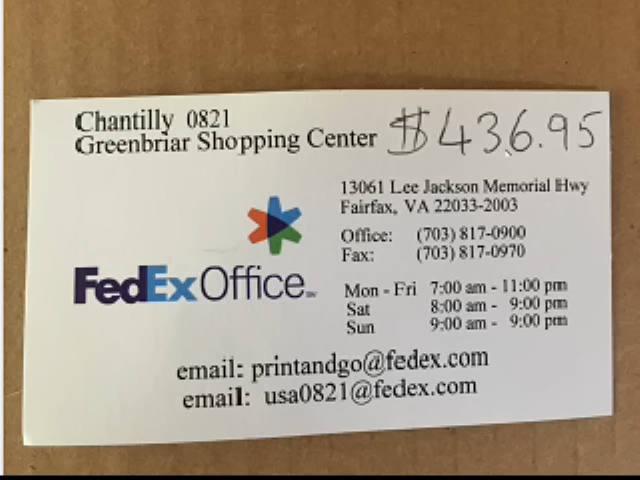 Chantilly 0821
Greenbriar Shopping Center $436.95
13061 Lee Jackson Memorial Hwy
Fairfax, VA 22033-2003
Office: (703) 817-0900
Fax: (703) 817-0970
FedEx Office
Mon - Fri 7:00 am - 11:00 pm
Sat 8:00 am - 9:00 pm
Sun 9:00 am - 9:00 pm
email: printandgo@fedex.com
email: usa0821@fedex.com